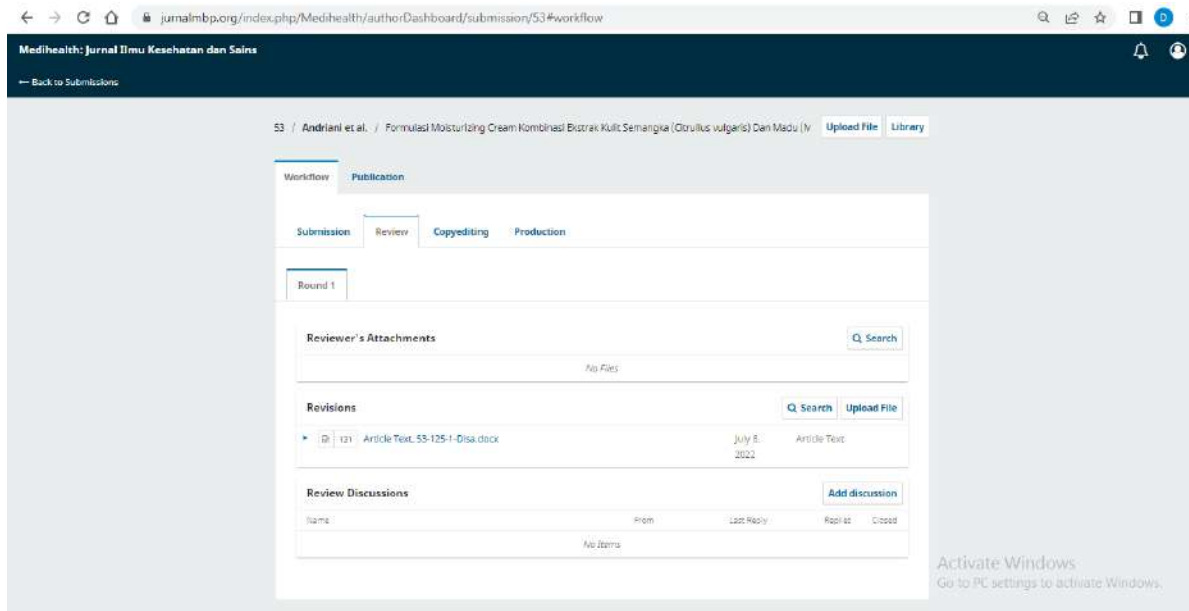 jurnalmbp.org/index.php/Medihealth/authorDashboard/submission/53#workflow
D
Medihealth: Jurnal Ilmu Kesehatan dan Sains
← Back to Submissions
53 / Andriani et al. / Formulasi Moisturizing Cream Kombinasi Ekstrak Kulit Semangka (Citrullus vulgaris) Dan Madu (M
Upload File Library
Workflow Publication
Submission Review Copyediting Production
Round 1
Reviewer's Attachments Search
No Files
Revisions Search Upload File
121 Article Text, 53-125-1-Disa.docx July Article Text
2022
Review Discussions Add discussion
Name From Last Reply Replies Closed
No Items
Activate Windows
Go to PC settings to activate Windows.